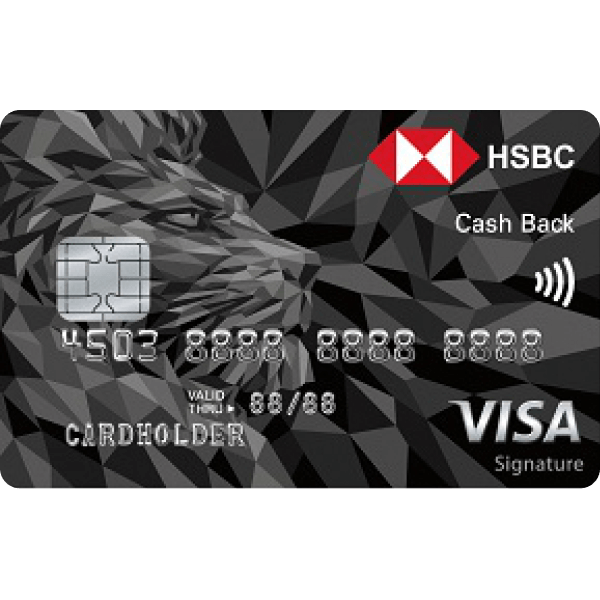 HSBC
Cash Back
4503 8888 8888 8888
VALID
THRU ▸ 88/88
CARDHOLDER
VISA
Signature